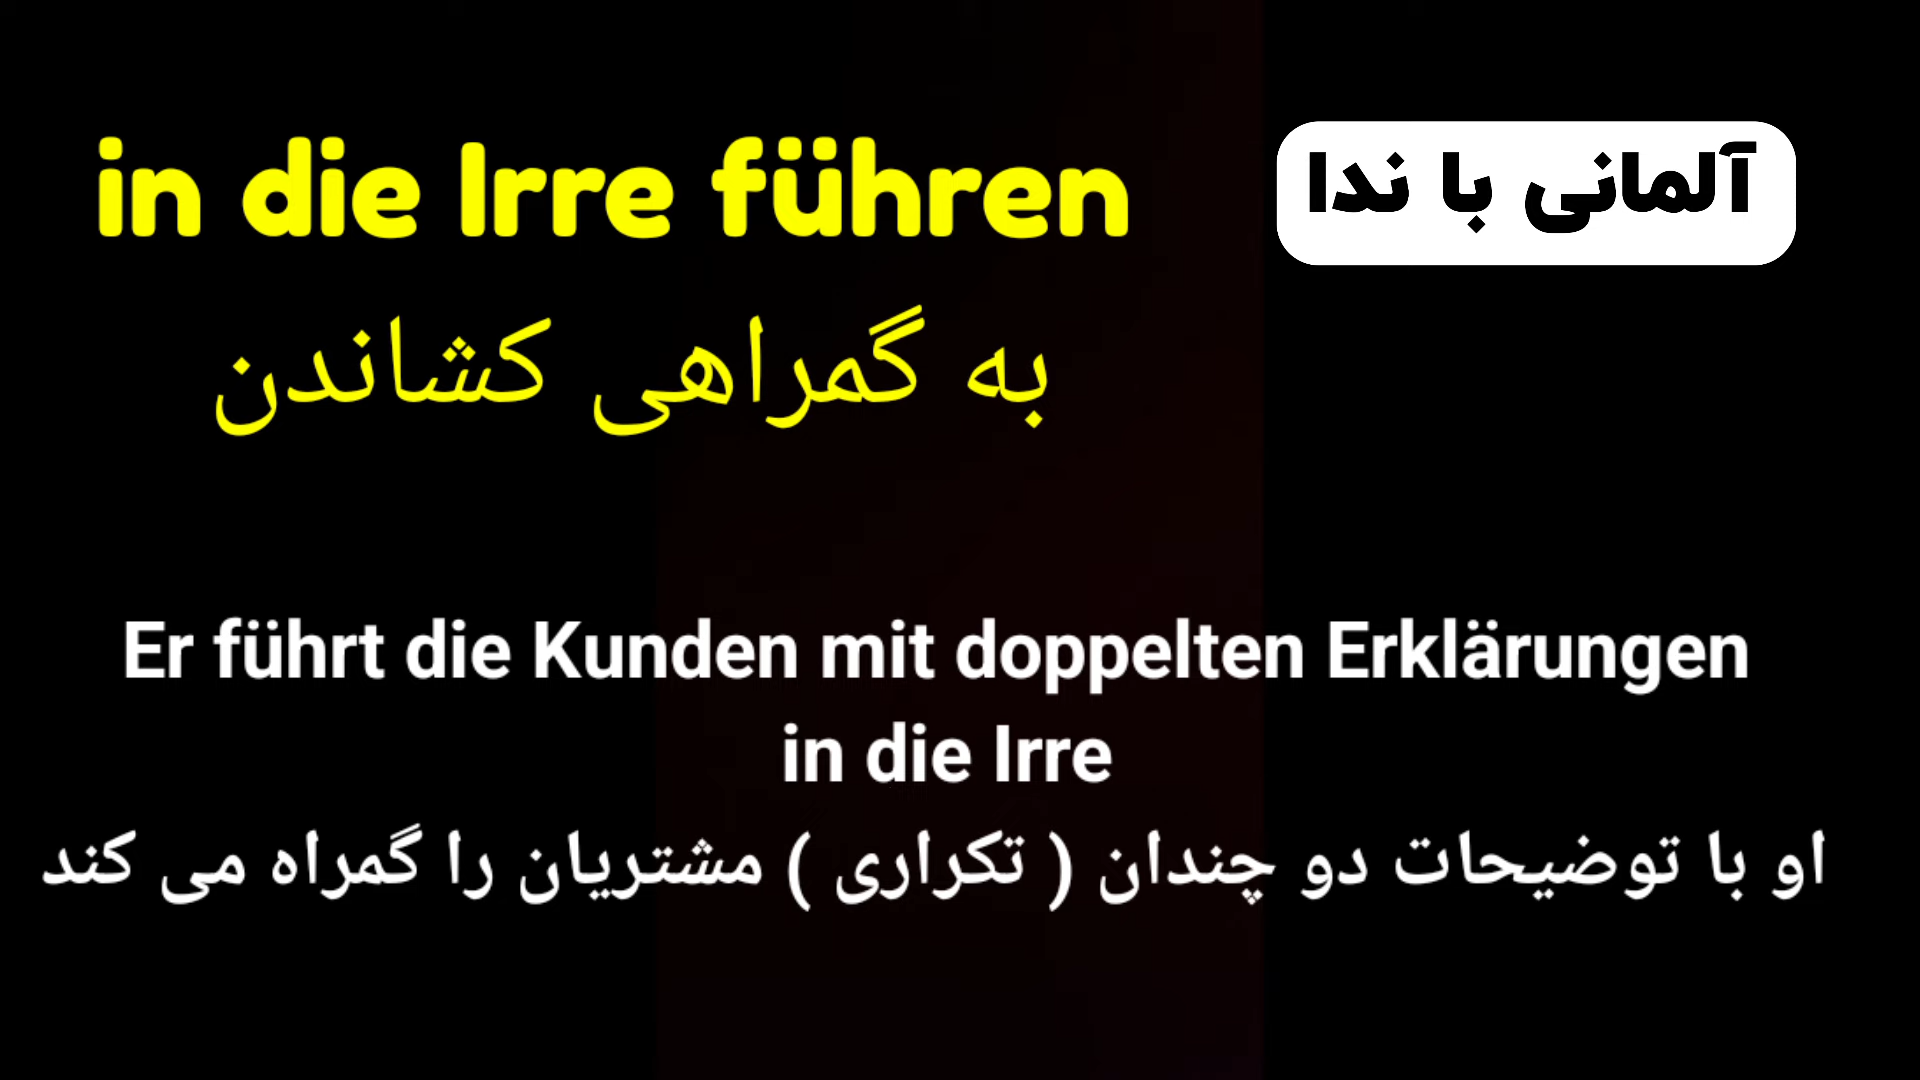 in die Irre führen
آلمانی با ندا
به گمراهی کشاندن
Er führt die Kunden mit doppelten Erklärungen
in die Irre
او با توضیحات دو چندان ( تکراری ) مشتریان را گمراه می کند